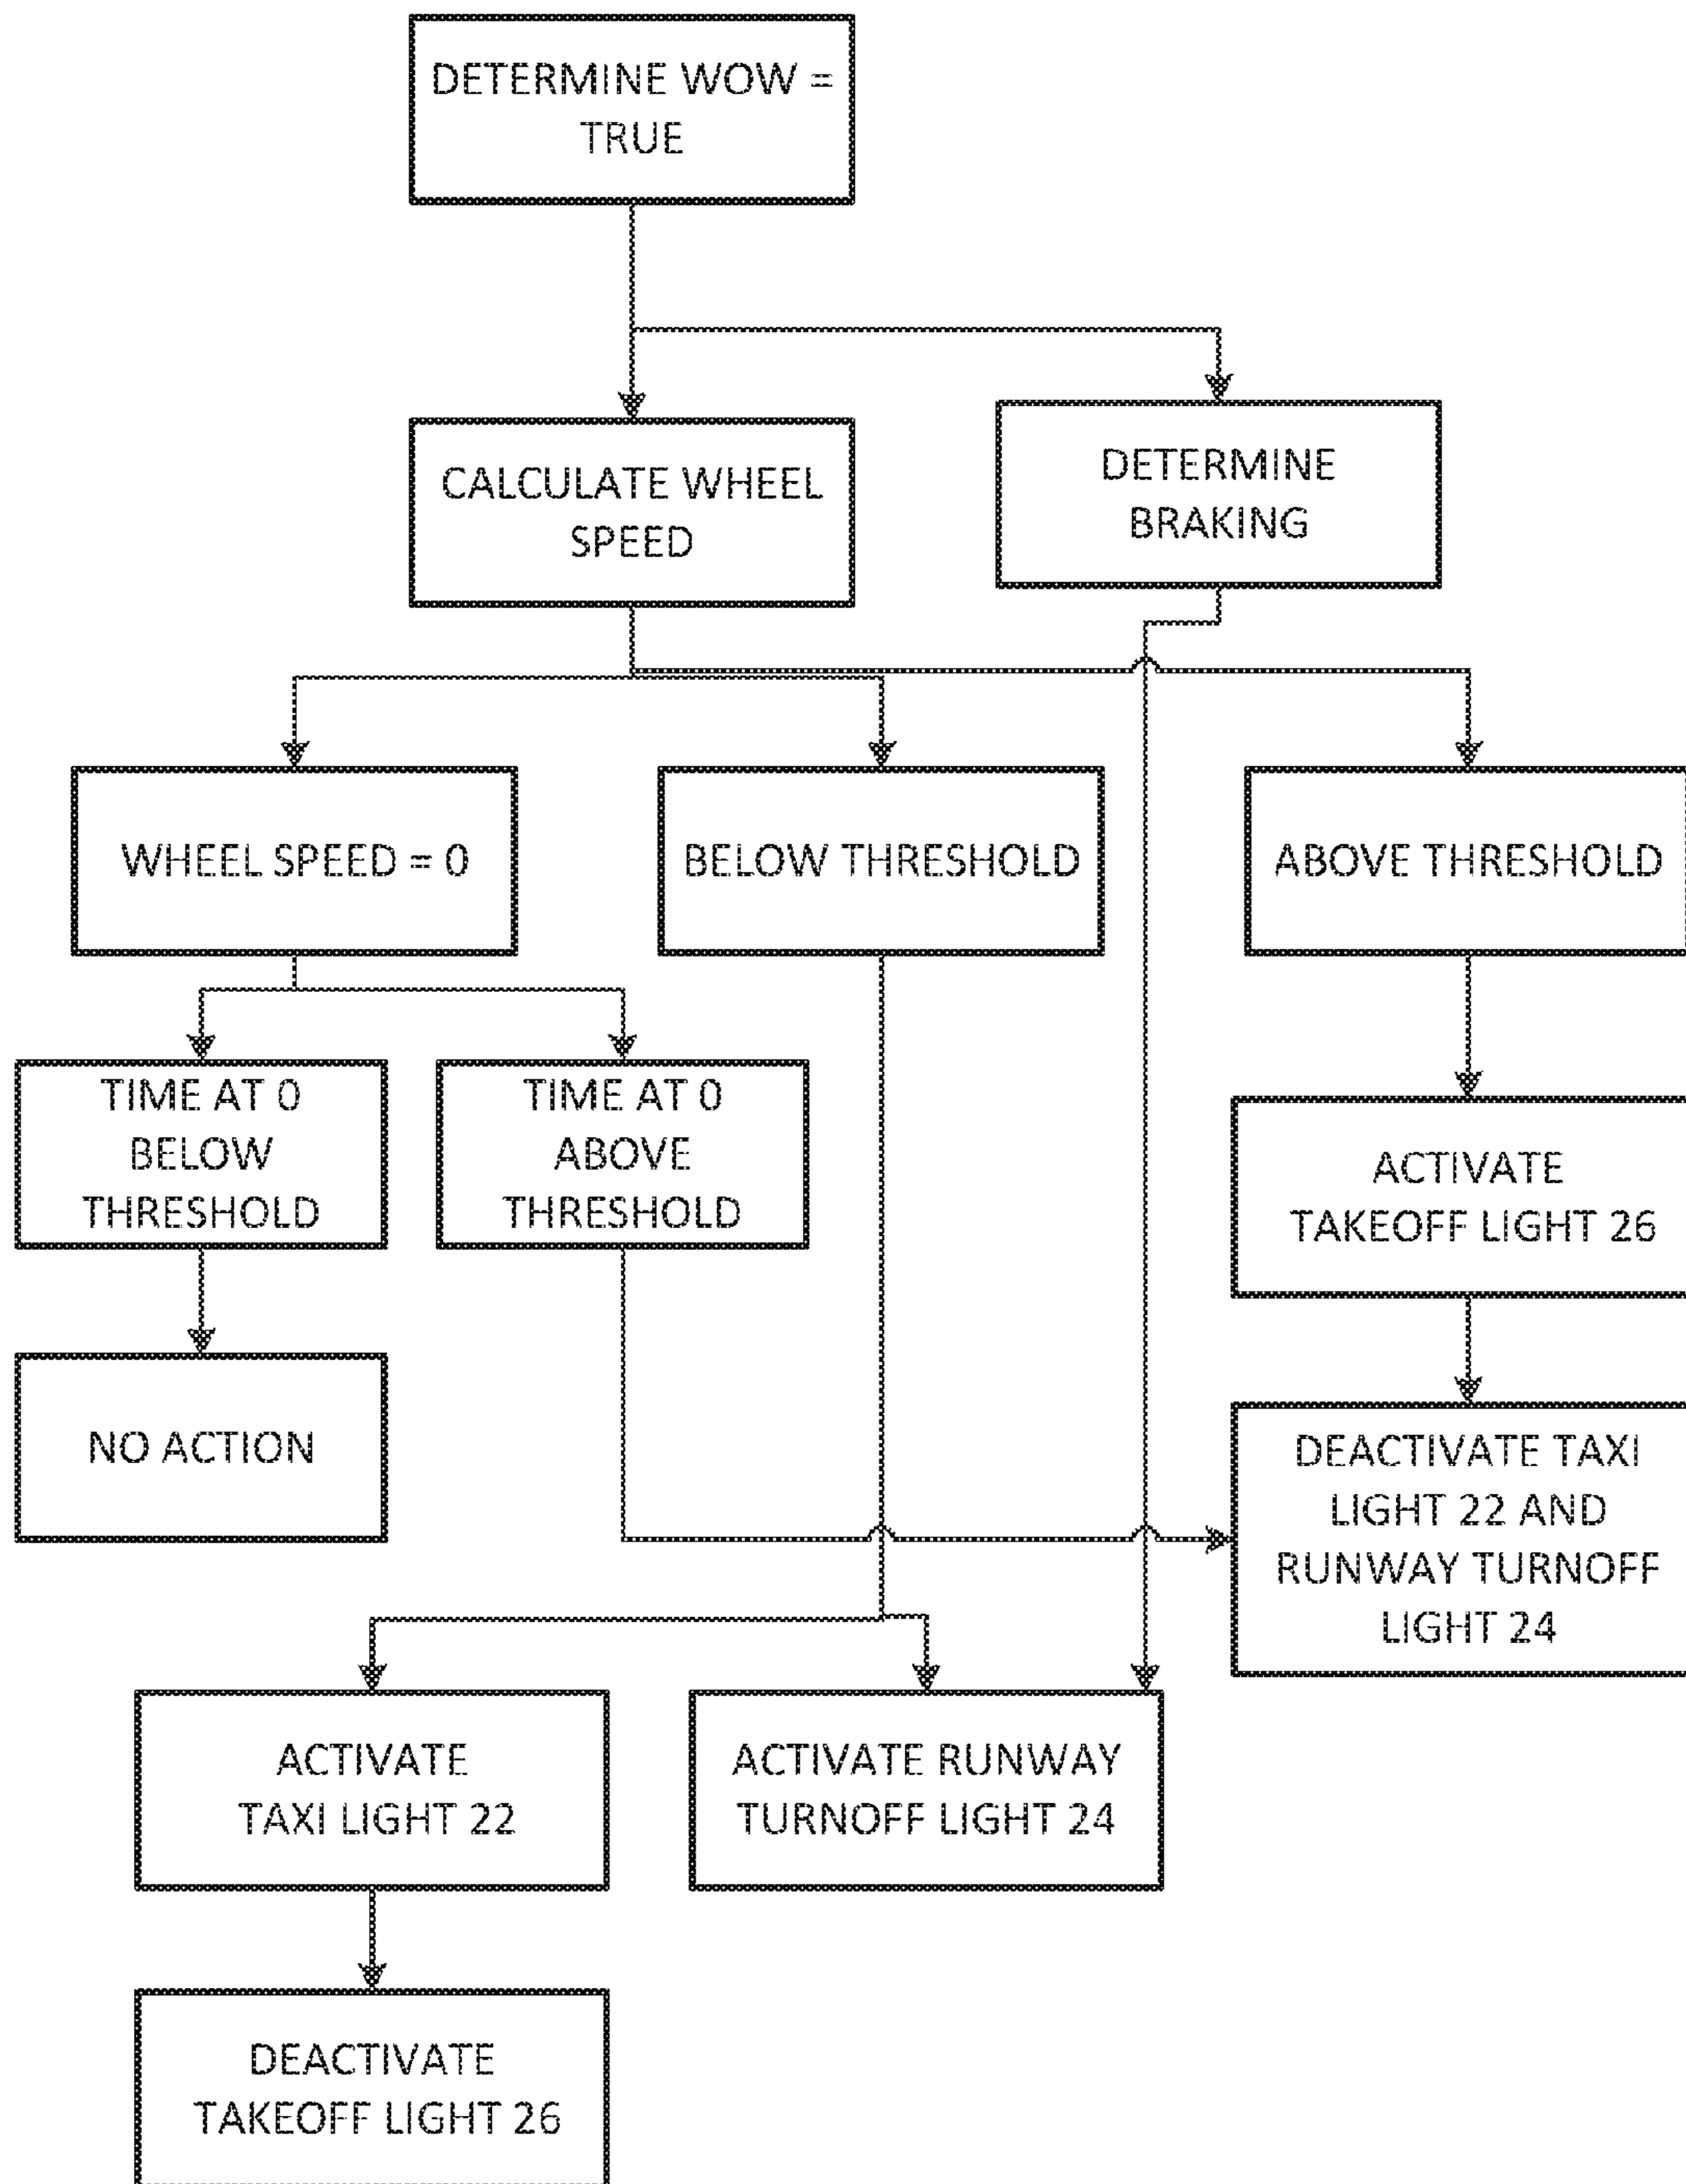 DETERMINE WOW =
TRUE
CALCULATE WHEEL
SPEED
DETERMINE
BRAKING
WHEEL SPEED = 0
BELOW THRESHOLD
ABOVE THRESHOLD
TIME AT 0
BELOW
THRESHOLD
TIME AT 0
ABOVE
THRESHOLD
ACTIVATE
TAKEOFF LIGHT 26
NO ACTION
DEACTIVATE TAXI
LIGHT 22 AND
RUNWAY TURNOFF
LIGHT 24
ACTIVATE
TAXI LIGHT 22
ACTIVATE RUNWAY
TURNOFF LIGHT 24
DEACTIVATE
TAKEOFF LIGHT 26